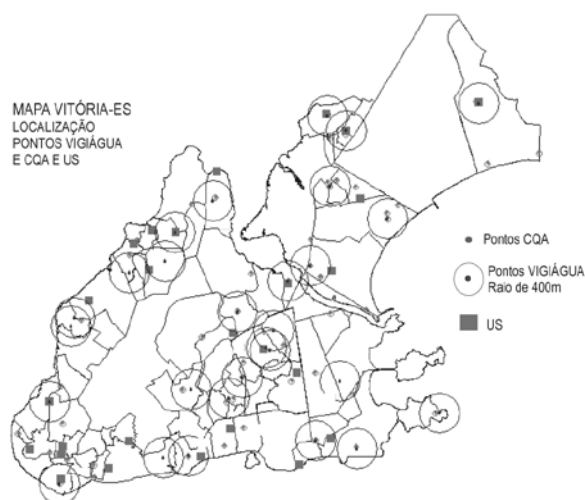 MAPA VITÓRIA-ES
LOCALIZAÇÃO
PONTOS VIGIÁGUA
E CQA E US
Pontos CQA
Pontos VIGIÁGUA
Raio de 400m
US